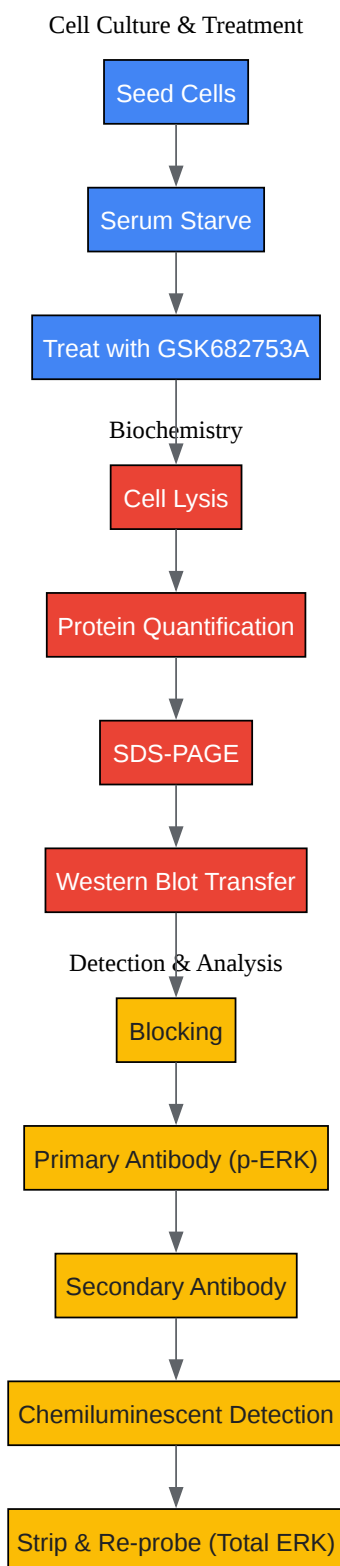 Cell Culture & Treatment
Seed Cells
Serum Starve
Treat with GSK682753A
Biochemistry
Cell Lysis
Protein Quantification
SDS-PAGE
Western Blot Transfer
Detection & Analysis
Blocking
Primary Antibody (p-ERK)
Secondary Antibody
Chemiluminescent Detection
Strip & Re-probe (Total ERK)